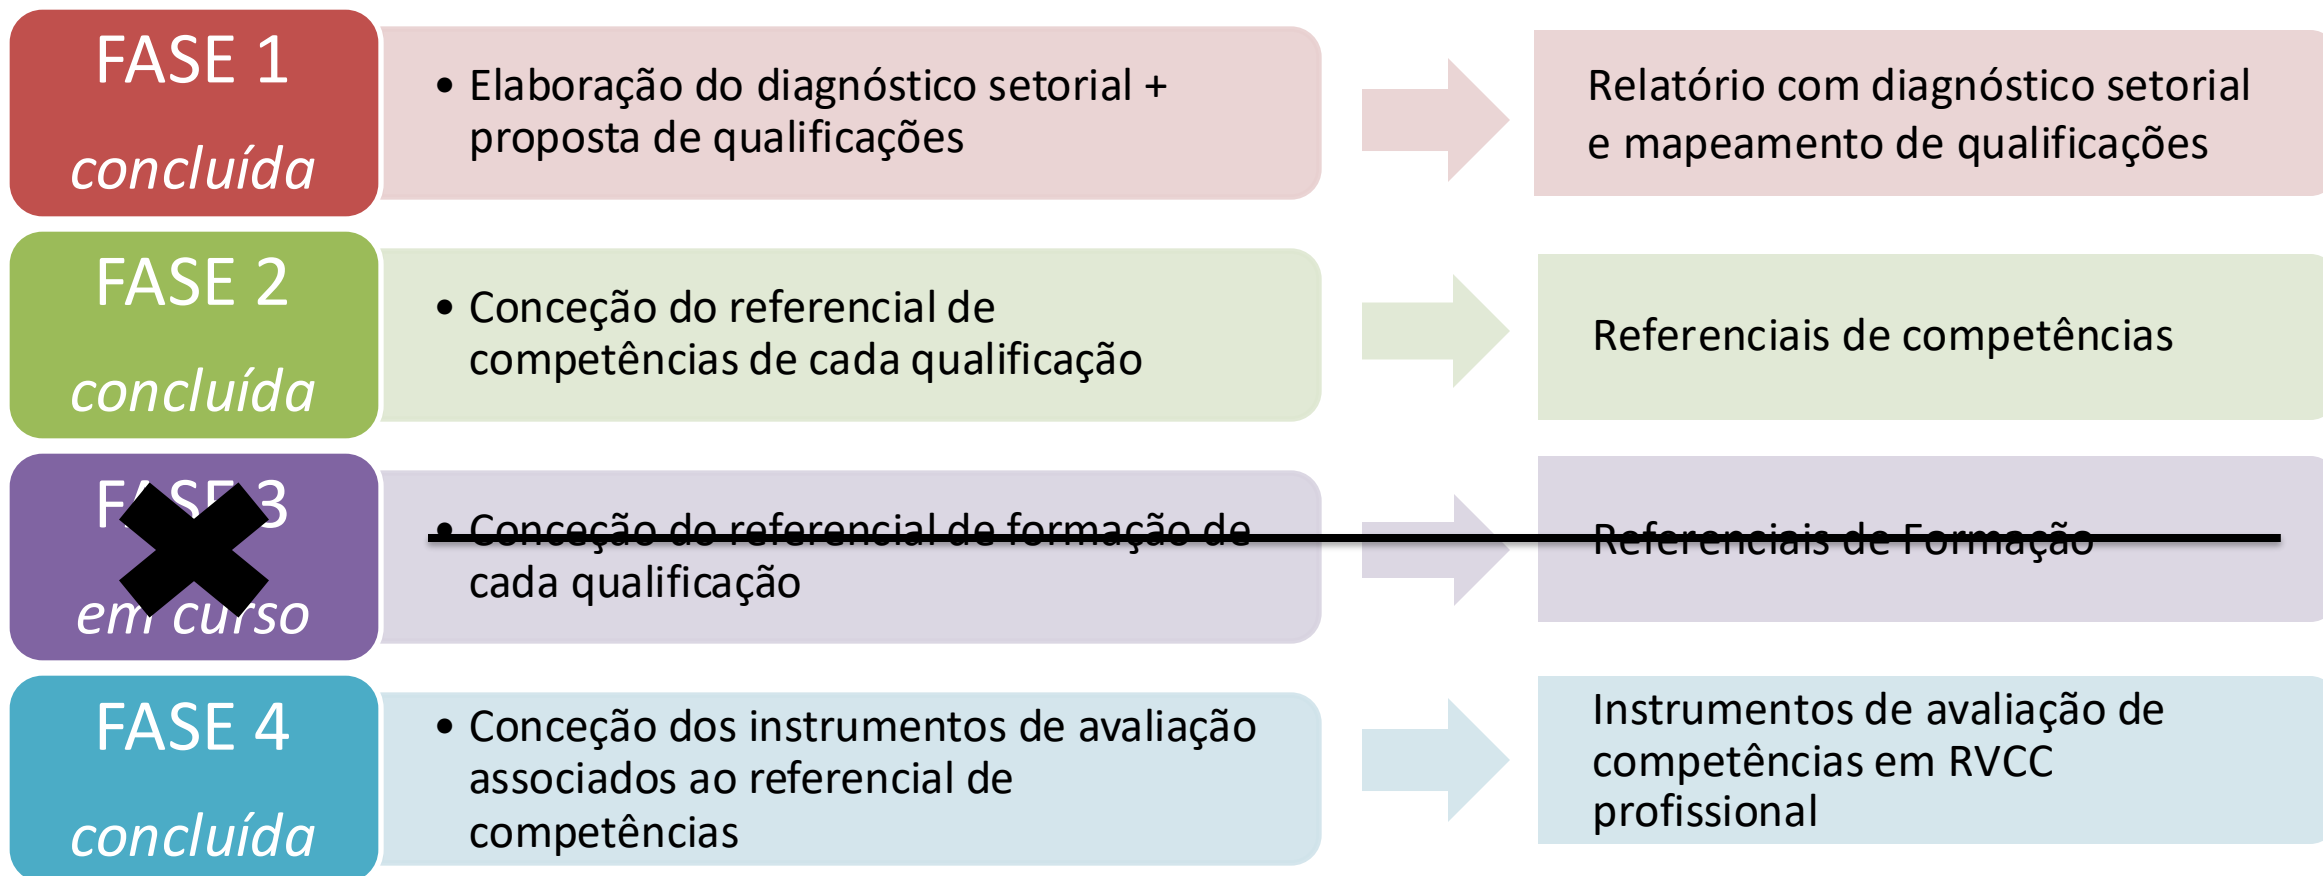 FASE 1
concluída
• Elaboração do diagnóstico setorial +
proposta de qualificações
Relatório com diagnóstico setorial
e mapeamento de qualificações
FASE 2
concluída
• Conceção do referencial de
competências de cada qualificação
Referenciais de competências
FASE 3
em curso
• Conceção do referencial de formação de
cada qualificação
Referenciais de Formação
FASE 4
concluída
• Conceção dos instrumentos de avaliação
associados ao referencial de
competências
Instrumentos de avaliação de
competências em RVCC
profissional